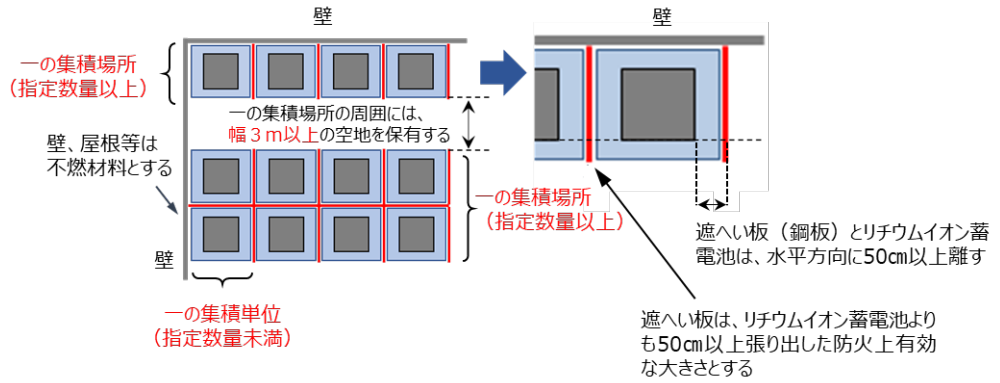 壁
一の集積場所
（指定数量以上）
一の集積場所の周囲には、
幅３ｍ以上の空地を保有する
壁、屋根等は
不燃材料とする
一の集積場所
（指定数量以上）
壁
一の集積単位
（指定数量未満）
壁
遮へい板（鋼板）とリチウムイオン蓄
電池は、水平方向に50㎝以上離す
遮へい板は、リチウムイオン蓄電池より
も50㎝以上張り出した防火上有効
な大きさとする